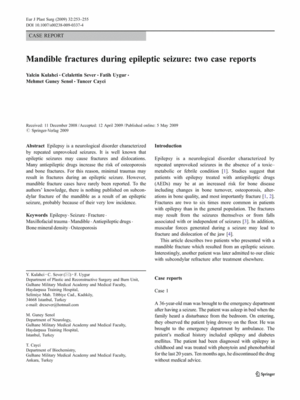 Eur J Plast Surg (2009) 32:253–255
DOI 10.1007/s00238-009-0337-4
CASE REPORT
Mandible fractures during epileptic seizure: two case reports
Yalcin Kulahci · Celalettin Sever · Fatih Uygur ·
Mehmet Guney Senol · Tuncer Cayci
Received: 11 December 2008 / Accepted: 12 April 2009 / Published online: 5 May 2009
© Springer-Verlag 2009
Abstract Epilepsy is a neurological disorder characterized
by repeated unprovoked seizures. It is well known that
epileptic seizures may cause fractures and dislocations.
Many antiepileptic drugs increase the risk of osteoporosis
and bone fractures. For this reason, minimal traumas may
result in fractures during an epileptic seizure. However,
mandible fracture cases have rarely been reported. To the
authors' knowledge, there is nothing published on subcon-
dylar fracture of the mandible as a result of an epileptic
seizure, probably because of their very low incidence.
Keywords Epilepsy · Seizure · Fracture ·
Maxillofacial trauma · Mandible · Antiepileptic drugs ·
Bone mineral density · Osteoporosis
Y. Kulahci · C. Sever · F. Uygur
Department of Plastic and Reconstructive Surgery and Burn Unit,
Gulhane Military Medical Academy and Medical Faculty,
Haydarpasa Training Hospital,
Selimiye Mah. Tıbbiye Cad., Kadıköy,
34668 Istanbul, Turkey
M. Guney Senol
Department of Neurology,
Gulhane Military Medical Academy and Medical Faculty,
Haydarpasa Training Hospital,
Istanbul, Turkey
T. Cayci
Department of Biochemistry,
Gulhane Military Medical Academy and Medical Faculty,
Ankara, Turkey
Introduction
Epilepsy is a neurological disorder characterized by
repeated unprovoked seizures in the absence of a toxic–
metabolic or febrile condition [1]. Studies suggest that
patients with epilepsy treated with antiepileptic drugs
(AEDs) may be at an increased risk for bone disease
including changes in bone turnover, osteoporosis, alter-
ations in bone quality, and most importantly fracture [1, 2].
Fractures are two to six times more common in patients
with epilepsy than in the general population. The fractures
may result from the seizures themselves or from falls
associated with or independent of seizures [3]. In addition,
muscular forces generated during a seizure may lead to
fracture and dislocation of the jaw [4].
This article describes two patients who presented with a
mandible fracture which resulted from an epileptic seizure.
Interestingly, another patient was later admitted to our clinic
with subcondylar refracture after treatment elsewhere.
Case reports
Case 1
A 36-year-old man was brought to the emergency department
after having a seizure. The patient was asleep in bed when the
family heard a disturbance from the bedroom. On entering,
they observed the patient lying drowsy on the floor. He was
brought to the emergency department by ambulance. The
patient's medical history included epilepsy and diabetes
mellitus. The patient had been diagnosed with epilepsy in
childhood and was treated with phenytoin and phenobarbital
for the last 20 years. Ten months ago, he discontinued the drug
without medical advice.